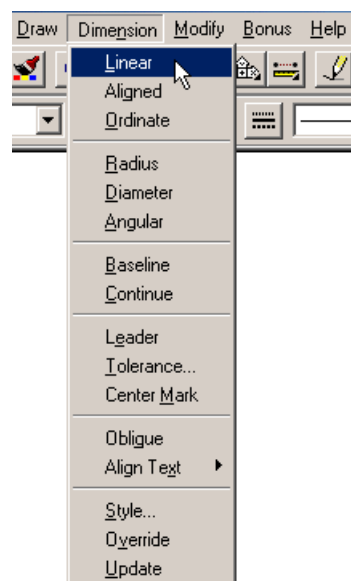 Draw Dimension Modify Bonus Help
Linear
Aligned
Ordinate
Radius
Diameter
Angular
Baseline
Continue
Leader
Tolerance...
Center Mark
Obligue
Align Text
Style...
Override
Update